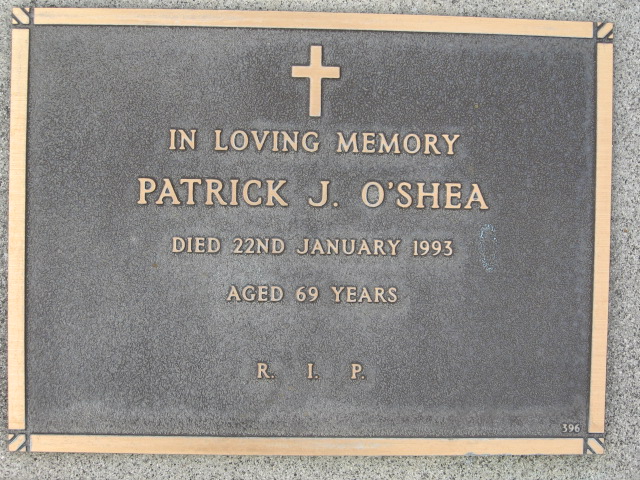 IN LOVING MEMORY
PATRICK J. O'SHEA
DIED 22ND JANUARY 1993
AGED 69 YEARS
R. I. P.
396